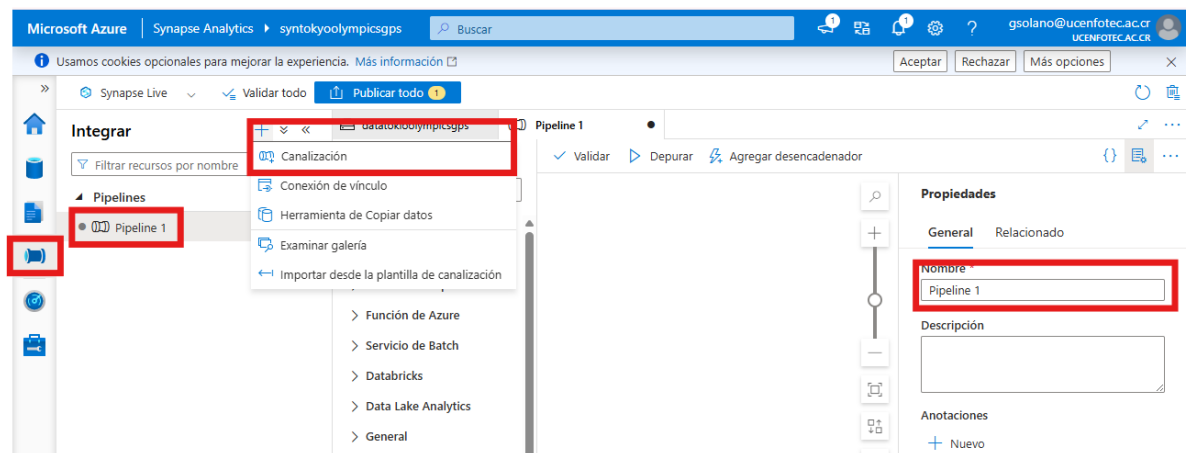 Microsoft Azure | Synapse Analytics ▸ syntokyoolympicsgps Buscar 1 1 ? gsolano@ucenfotec.ac.cr
UCENFOTEC.AC.CR
Usamos cookies opcionales para mejorar la experiencia. Más información Aceptar Rechazar Más opciones
Synapse Live Validar todo Publicar todo 1
Integrar datatokioolympicsgps Pipeline 1
Filtrar recursos por nombre
Canalización
Validar Depurar Agregar desencadenador
Conexión de vínculo
Pipelines
Herramienta de Copiar datos
Pipeline 1
Examinar galería
Importar desde la plantilla de canalización
Función de Azure
Servicio de Batch
Databricks
Data Lake Analytics
General
Propiedades
General Relacionado
Nombre *
Pipeline 1
Descripción
Anotaciones
Nuevo